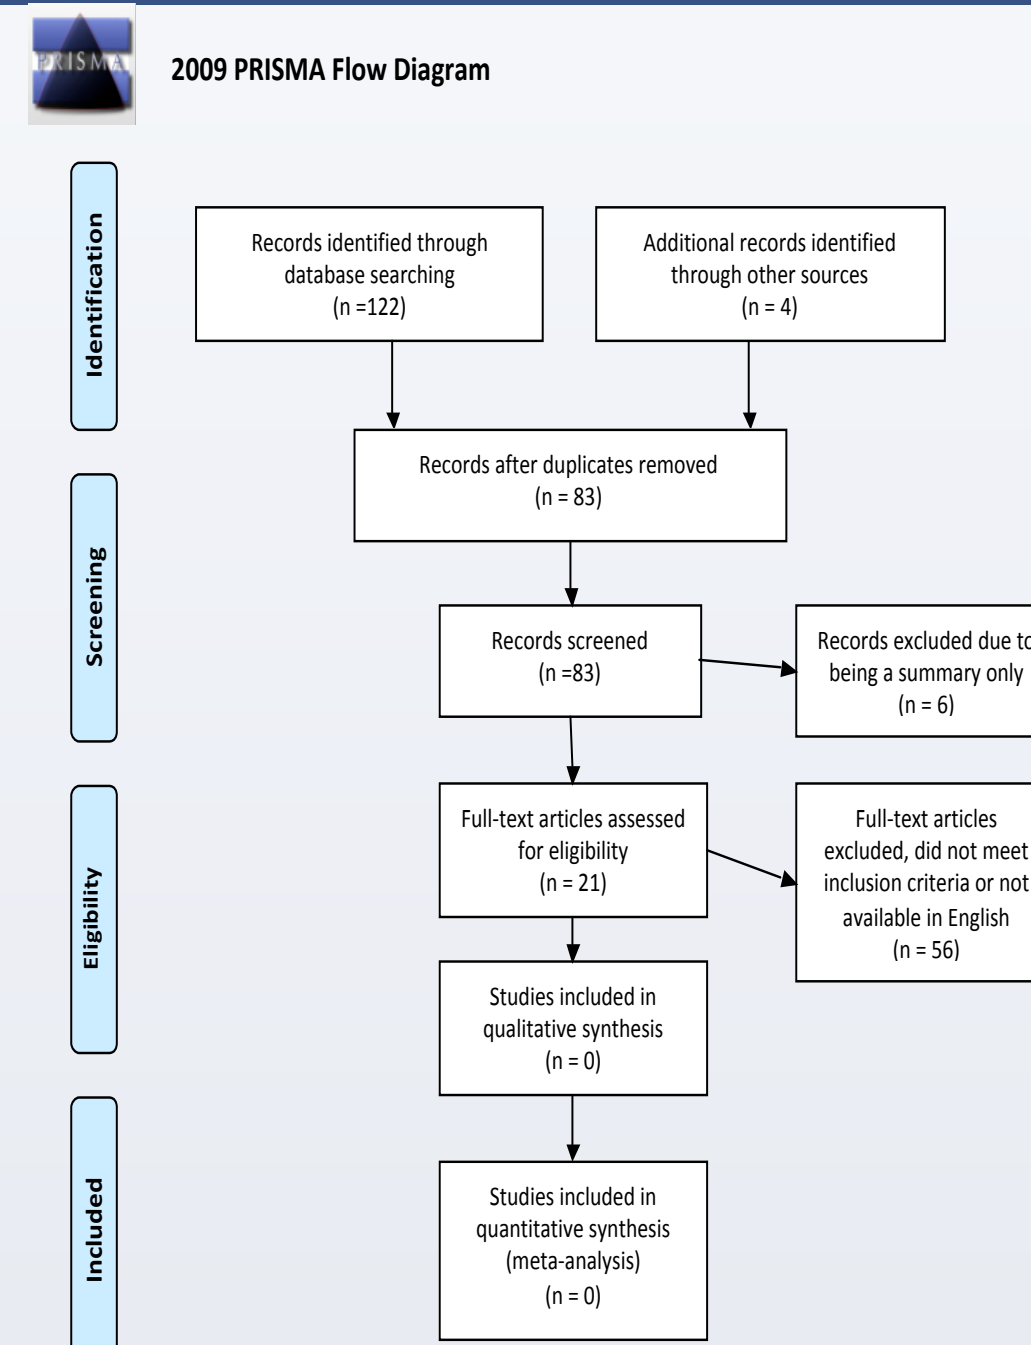 PRISMA
2009 PRISMA Flow Diagram
Identification
Records identified through
database searching
(n =122)
Additional records identified
through other sources
(n = 4)
Records after duplicates removed
(n = 83)
Screening
Records screened
(n =83)
Records excluded due to
being a summary only
(n = 6)
Eligibility
Full-text articles assessed
for eligibility
(n = 21)
Full-text articles
excluded, did not meet
inclusion criteria or not
available in English
(n = 56)
Studies included in
qualitative synthesis
(n = 0)
Included
Studies included in
quantitative synthesis
(meta-analysis)
(n = 0)